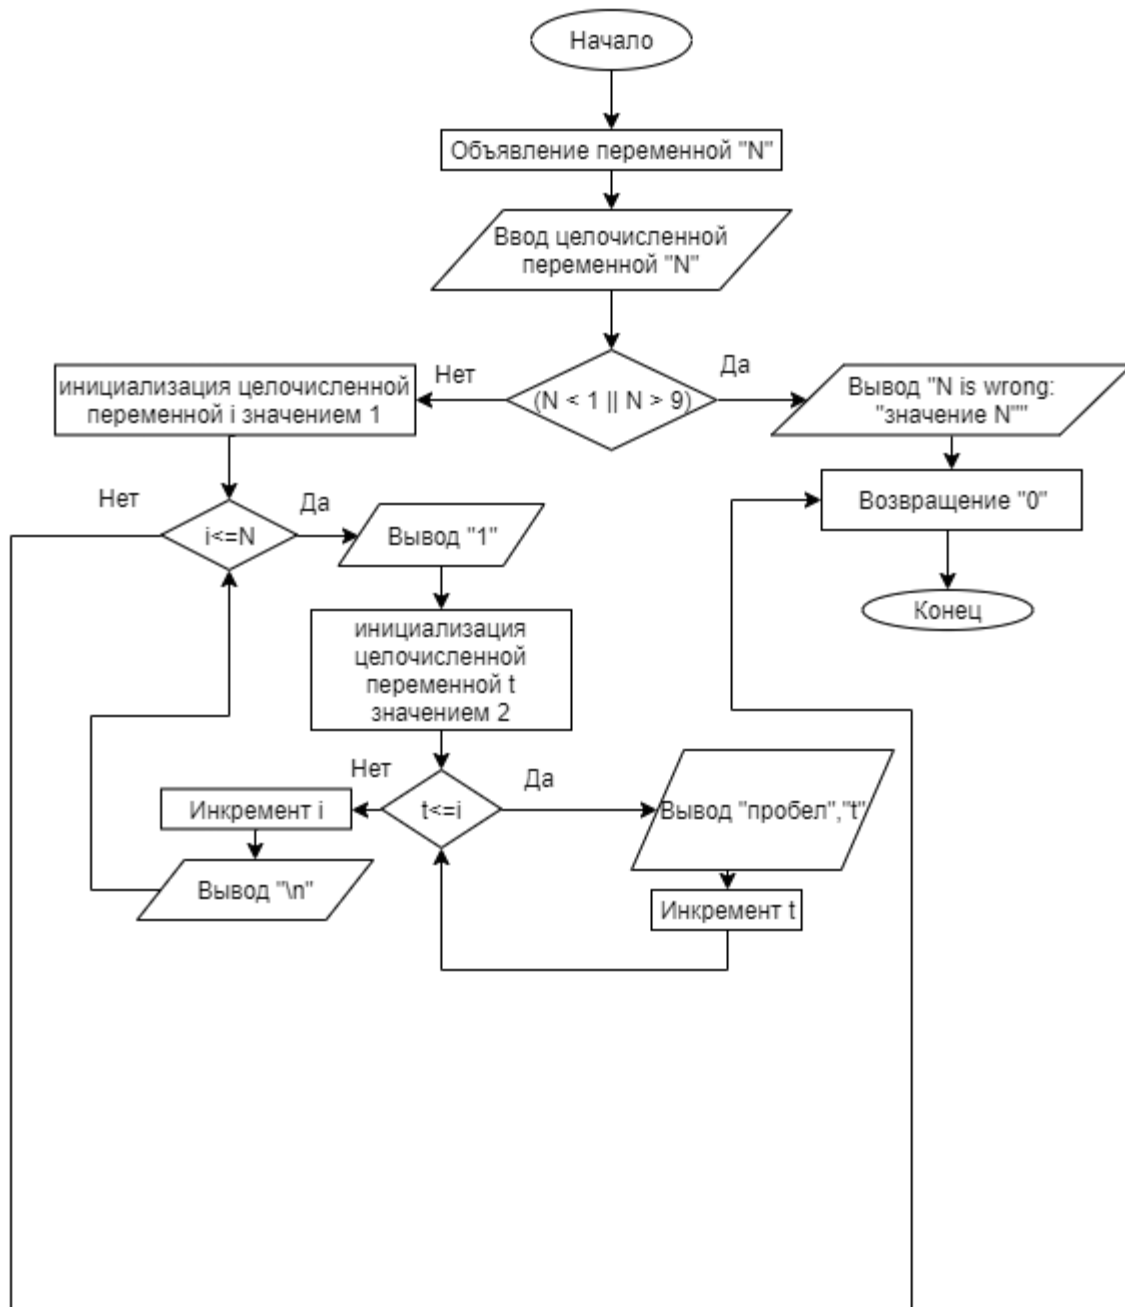 Начало
Объявление переменной "N"
Ввод целочисленной
переменной "N"
(N < 1 || N > 9)
Нет
Да
инициализация целочисленной
переменной i значением 1
Вывод "N is wrong:
"значение N""
Возвращение "0"
Конец
Нет
i<=N
Да
Вывод "1"
инициализация
целочисленной
переменной t
значением 2
Нет
t<=i
Да
Инкремент i
Вывод "\n"
Вывод "пробел","t"
Инкремент t